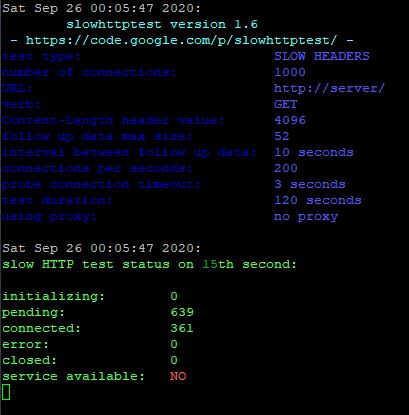 Sat Sep 26 00:05:47 2020:
slowhttptest version 1.6
- https://code.google.com/p/slowhttptest/ -
test type: SLOW HEADERS
number of connections: 1000
URL: http://server/
verb: GET
Content-Length header value: 4096
follow up data max size: 52
interval between follow up data: 10 seconds
connections per seconds: 200
probe connection timeout: 3 seconds
test duration: 120 seconds
using proxy: no proxy
Sat Sep 26 00:05:47 2020:
slow HTTP test status on 15th second:
initializing: 0
pending: 639
connected: 361
error: 0
closed: 0
service available: NO